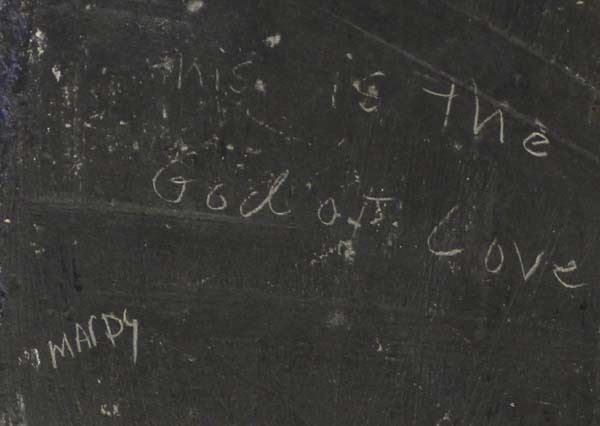 This is the
God of Love
MArDy